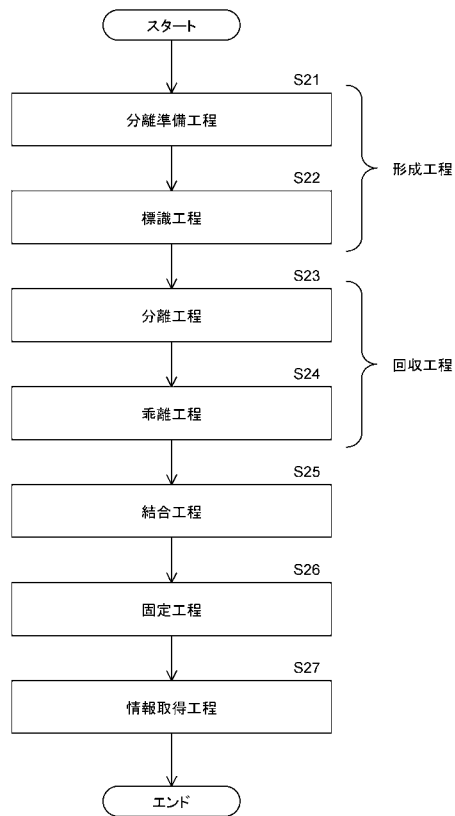 スタート
S21
分離準備工程
形成工程
S22
標識工程
S23
分離工程
回収工程
S24
乖離工程
S25
結合工程
S26
固定工程
S27
情報取得工程
エンド